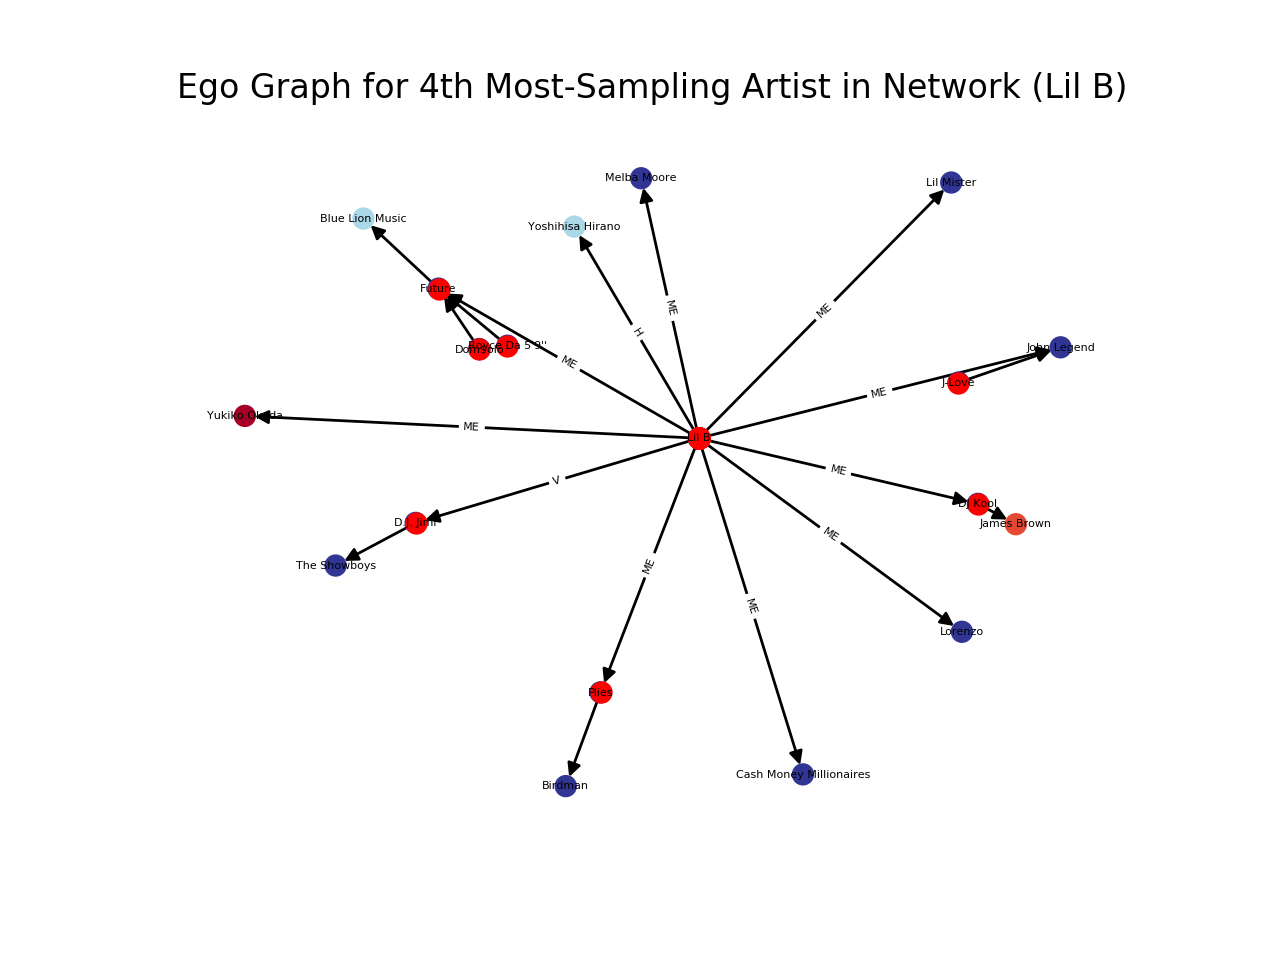 Ego Graph for 4th Most-Sampling Artist in Network (Lil B)
Melba Moore
Lil Mister
Blue Lion Music
Yoshihisa Hirano
Future
ME
ME
H
Royce Da 5'9''
John Legend
ME
J-Love
ME
Yukiko Okada
ME
Lil B
ME
DJ Kool
V
D.J. Jimi
James Brown
ME
The Showboys
ME
ME
Lorenzo
Plies
Cash Money Millionaires
Birdman